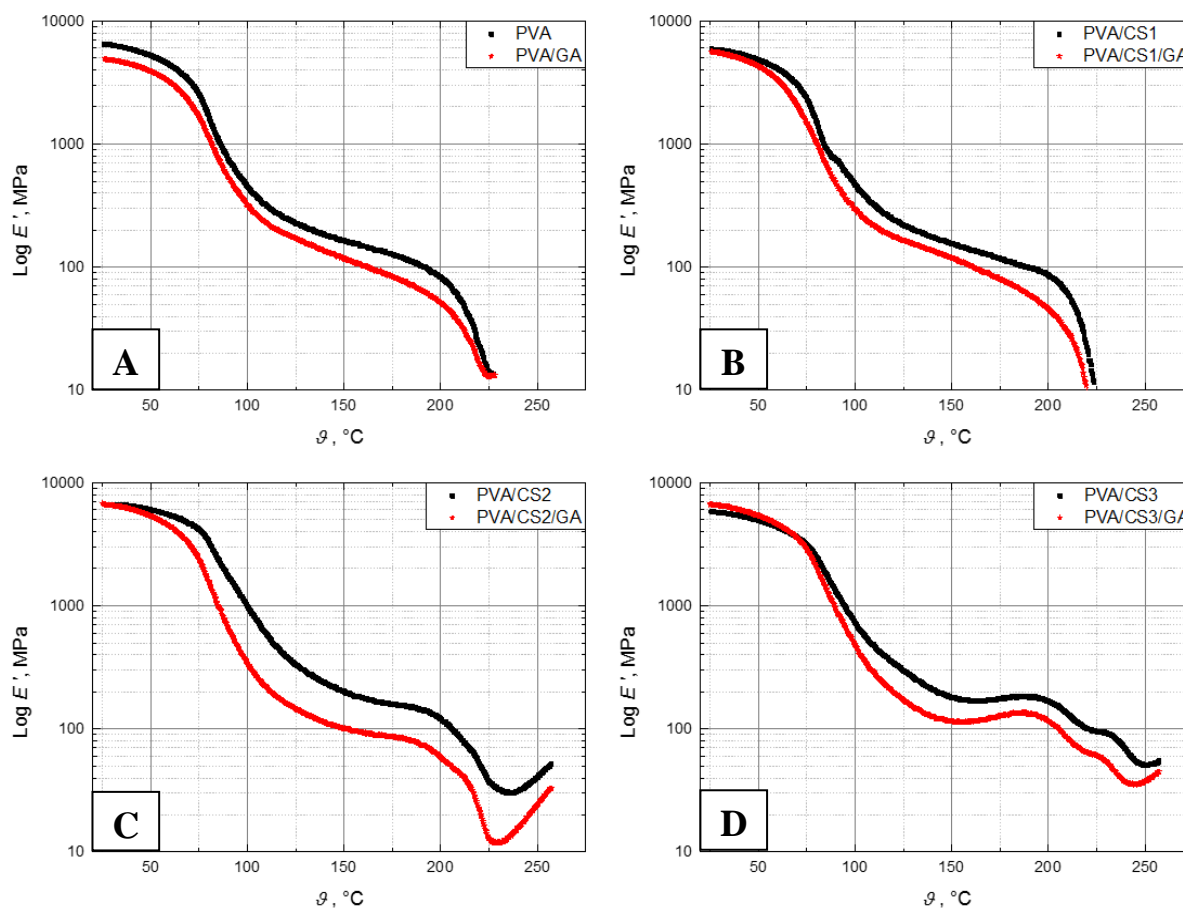 10000
1000
100
10
Log E ', MPa
PVA
PVA/GA
A
50
100
150
200
250
ϑ , °C
10000
1000
100
10
Log E ', MPa
PVA/CS1
PVA/CS1/GA
B
50
100
150
200
250
ϑ , °C
10000
1000
100
10
Log E ', MPa
PVA/CS2
PVA/CS2/GA
C
50
100
150
200
250
ϑ , °C
10000
1000
100
10
Log E ', MPa
PVA/CS3
PVA/CS3/GA
D
50
100
150
200
250
ϑ , °C